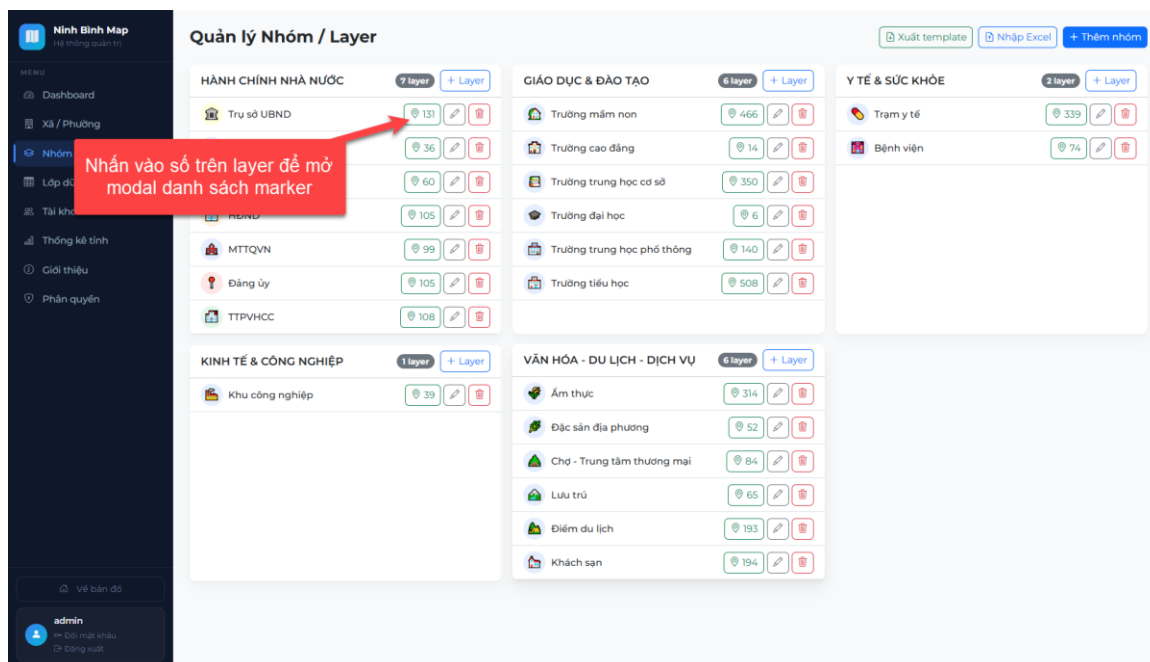 Ninh Bình Map
Hệ thống quản trị
MENU
Dashboard
Xã / Phường
Nhóm
Lớp dữ
Tài kho
Thống kê tỉnh
Giới thiệu
Phân quyền
Về bản đồ
admin
Đổi mật khẩu
Đăng xuất
Quản lý Nhóm / Layer
Xuất template Nhập Excel + Thêm nhóm
HÀNH CHÍNH NHÀ NƯỚC 7 layer + Layer
Trụ sở UBND 131
36
60
HĐND 105
MTTQVN 99
Đảng ủy 105
TTPVHCC 108
Nhấn vào số trên layer để mở
modal danh sách marker
GIÁO DỤC & ĐÀO TẠO 6 layer + Layer
Trường mầm non 466
Trường cao đẳng 14
Trường trung học cơ sở 350
Trường đại học 6
Trường trung học phổ thông 140
Trường tiểu học 508
Y TẾ & SỨC KHỎE 2 layer + Layer
Trạm y tế 339
Bệnh viện 74
KINH TẾ & CÔNG NGHIỆP 1 layer + Layer
Khu công nghiệp 39
VĂN HÓA - DU LỊCH - DỊCH VỤ 6 layer + Layer
Ẩm thực 314
Đặc sản địa phương 52
Chợ - Trung tâm thương mại 84
Lưu trú 65
Điểm du lịch 193
Khách sạn 194